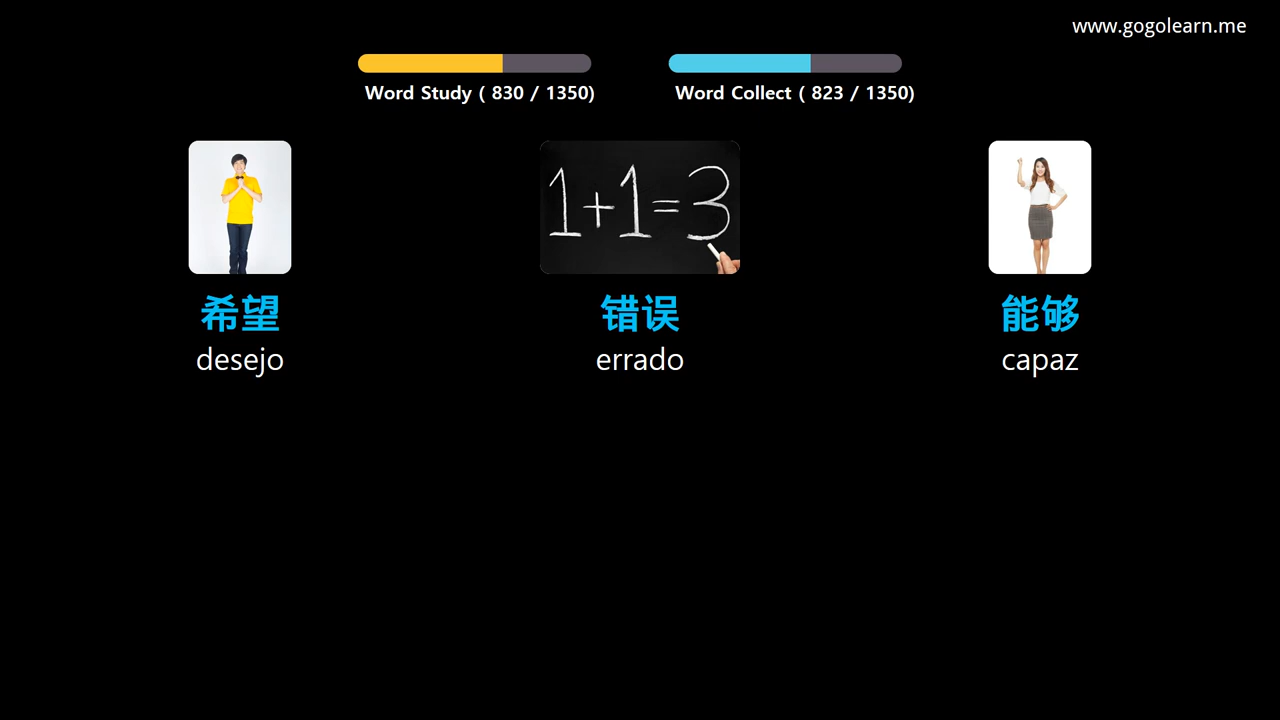 www.gogolearn.me
Word Study ( 830 / 1350)
Word Collect ( 823 / 1350)
1+1=3
希望
错误
能够
desejo
errado
capaz